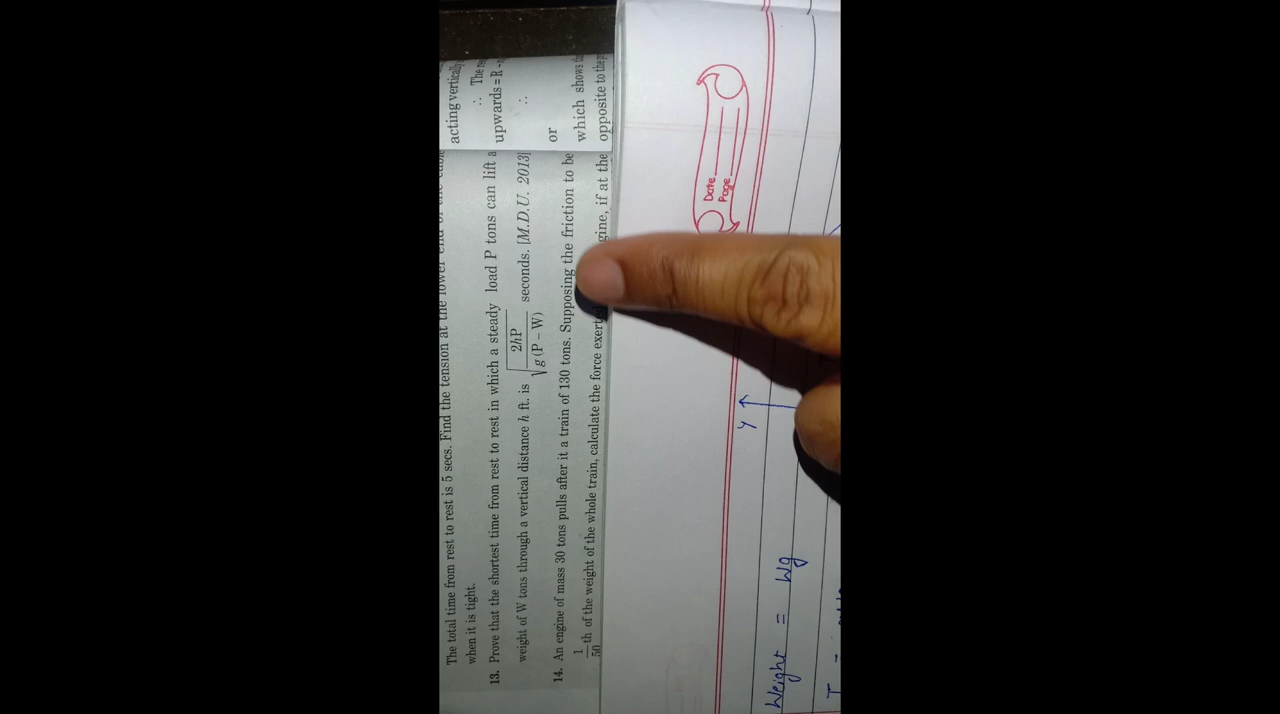 The total time from rest to rest is 5 secs. Find the tension at the lower end of the
when it is tight.
13. Prove that the shortest time from rest to rest in which a steady load P tons can lift a
weight of W tons through a vertical distance h ft. is √(2hP / g (P – W)) seconds. [M.D.U. 2013]
14. An engine of mass 30 tons pulls after it a train of 130 tons. Supposing the friction to be
1/50 th of the weight of the whole train, calculate the force exerted gine, if at the
acting vertically
∴ The
upwards = R -
∴
or
which shows
opposite to the
Date
Page
Y
Weight = Wg